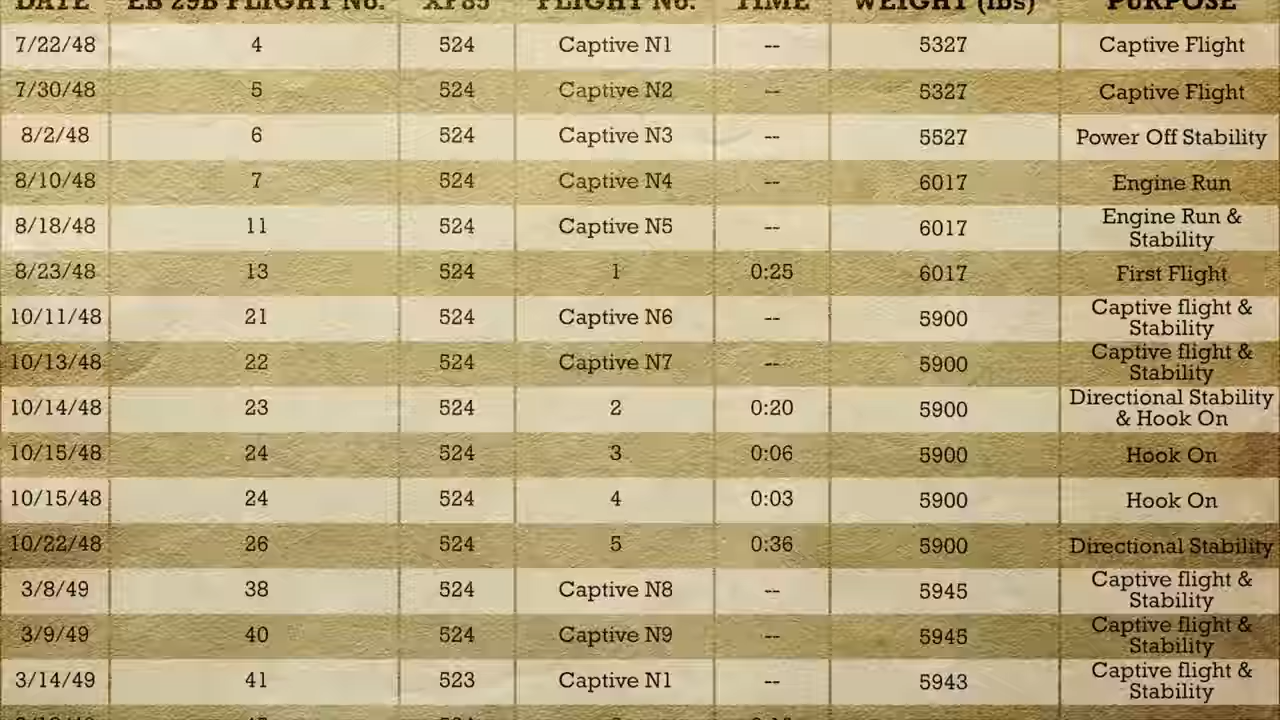 DATE EB 29B FLIGHT No. XP85 FLIGHT No. TIME WEIGHT (lbs) PURPOSE
7/22/48 4 524 Captive N1 -- 5327 Captive Flight
7/30/48 5 524 Captive N2 -- 5327 Captive Flight
8/2/48 6 524 Captive N3 -- 5527 Power Off Stability
8/10/48 7 524 Captive N4 -- 6017 Engine Run
8/18/48 11 524 Captive N5 -- 6017 Engine Run &
Stability
8/23/48 13 524 1 0:25 6017 First Flight
10/11/48 21 524 Captive N6 -- 5900 Captive flight &
Stability
10/13/48 22 524 Captive N7 -- 5900 Captive flight &
Stability
10/14/48 23 524 2 0:20 5900 Directional Stability
& Hook On
10/15/48 24 524 3 0:06 5900 Hook On
10/15/48 24 524 4 0:03 5900 Hook On
10/22/48 26 524 5 0:36 5900 Directional Stability
3/8/49 38 524 Captive N8 -- 5945 Captive flight &
Stability
3/9/49 40 524 Captive N9 -- 5945 Captive flight &
Stability
3/14/49 41 523 Captive N1 -- 5943 Captive flight &
Stability